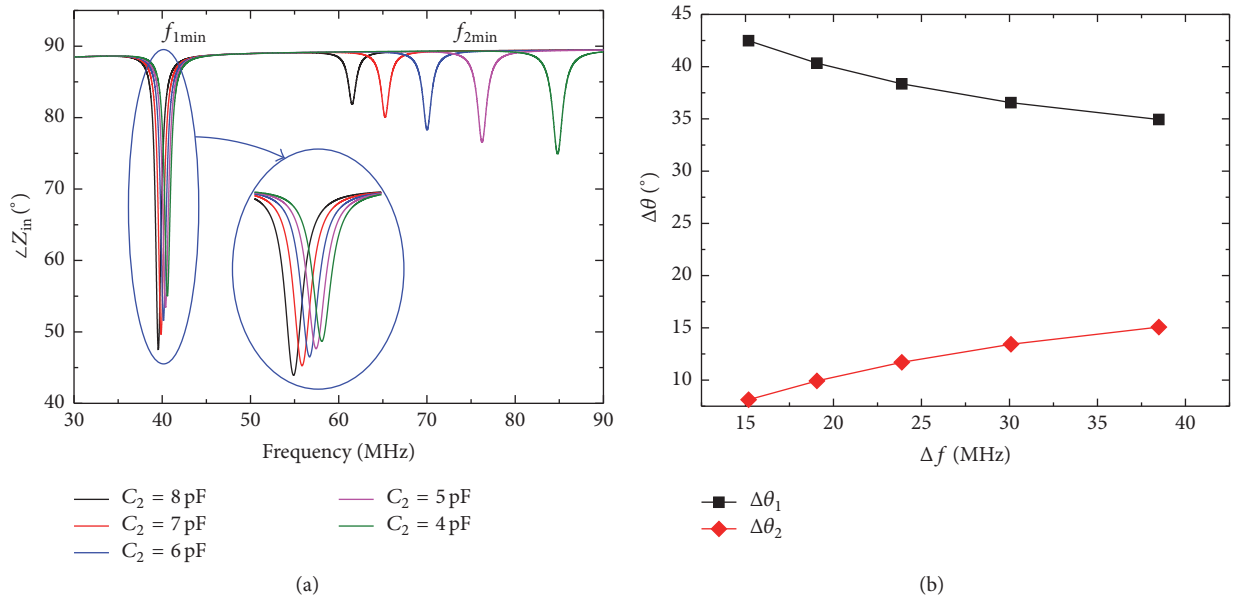 f1min
f2min
90
80
70
60
50
40
30
40
50
60
70
80
90
∠Zin (°)
Frequency (MHz)
C2 = 8 pF
C2 = 7 pF
C2 = 6 pF
C2 = 5 pF
C2 = 4 pF
(a)
45
40
35
30
25
20
15
10
15
20
25
30
35
40
Δθ (°)
Δf (MHz)
Δθ1
Δθ2
(b)